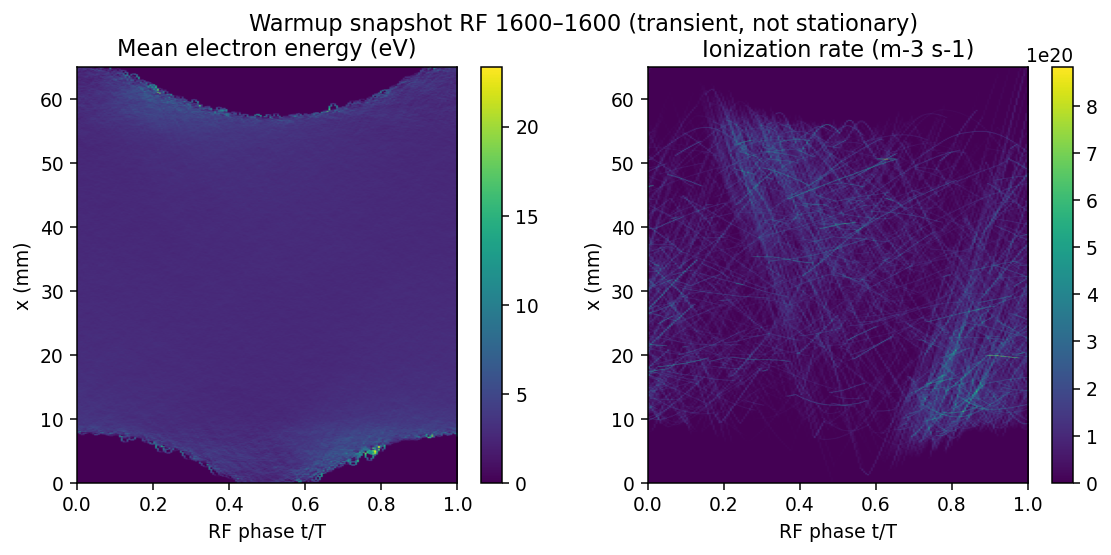 Warmup snapshot RF 1600–1600 (transient, not stationary)
Mean electron energy (eV)
Ionization rate (m-3 s-1)
1e20
60
50
40
30
20
10
0
x (mm)
0.0 0.2 0.4 0.6 0.8 1.0
RF phase t/T
20
15
10
5
0
60
50
40
30
20
10
0
x (mm)
0.0 0.2 0.4 0.6 0.8 1.0
RF phase t/T
8
7
6
5
4
3
2
1
0